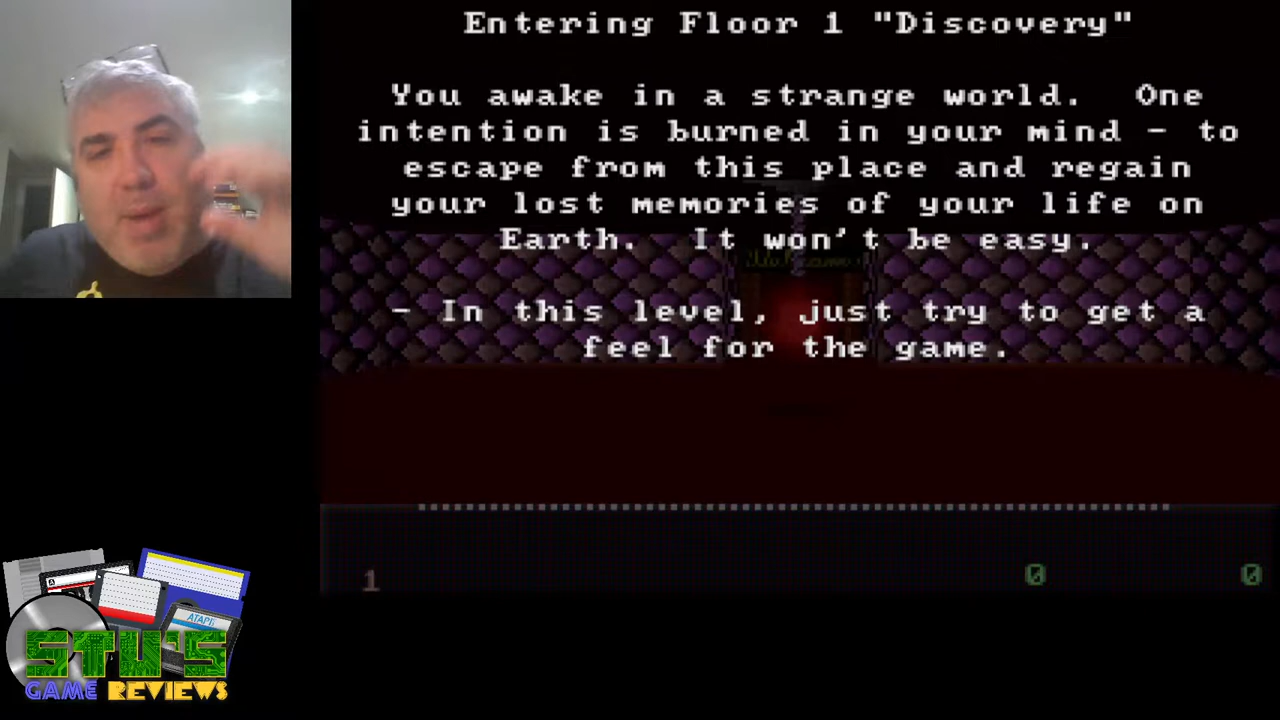 Entering Floor 1 "Discovery"
You awake in a strange world. One
intention is burned in your mind - to
escape from this place and regain
your lost memories of your life on
Earth. It won't be easy.
- In this level, just try to get a
feel for the game.
1
0
0
ATARI
STU'S
GAME REVIEWS